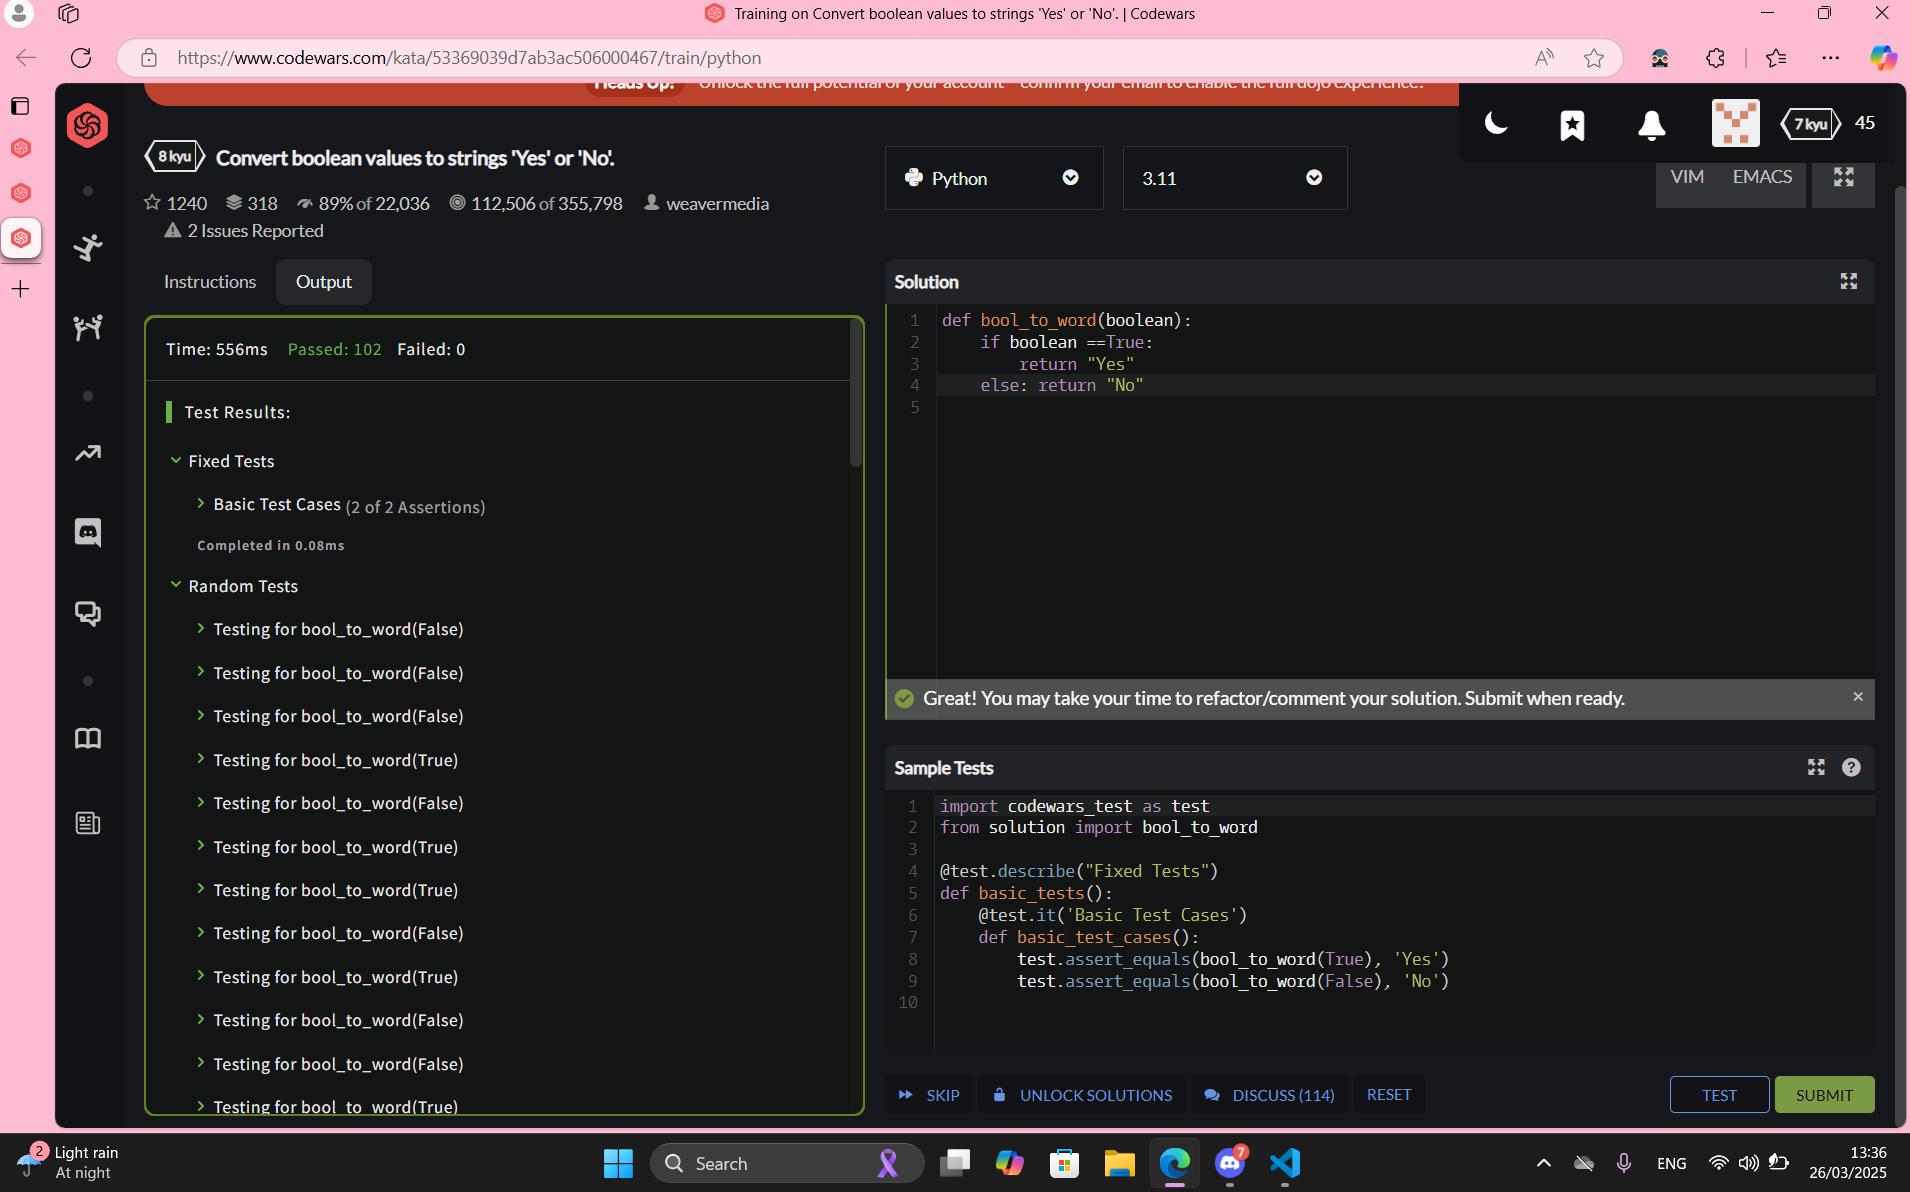 Training on Convert boolean values to strings 'Yes' or 'No'. | Codewars
https://www.codewars.com/kata/53369039d7ab3ac506000467/train/python
Heads Up! Unlock the full potential of your account - confirm your email to enable the full dojo experience.
7 kyu 45
8 kyu Convert boolean values to strings 'Yes' or 'No'.
1240 318 89% of 22,036 112,506 of 355,798 weavermedia
2 Issues Reported
Python 3.11 VIM EMACS
Instructions Output
Time: 556ms Passed: 102 Failed: 0
Test Results:
Fixed Tests
Basic Test Cases (2 of 2 Assertions)
Completed in 0.08ms
Random Tests
Testing for bool_to_word(False)
Testing for bool_to_word(False)
Testing for bool_to_word(False)
Testing for bool_to_word(True)
Testing for bool_to_word(False)
Testing for bool_to_word(True)
Testing for bool_to_word(True)
Testing for bool_to_word(False)
Testing for bool_to_word(True)
Testing for bool_to_word(False)
Testing for bool_to_word(False)
Testing for bool_to_word(True)
Solution
1 def bool_to_word(boolean):
2     if boolean ==True:
3         return "Yes"
4     else: return "No"
5
Great! You may take your time to refactor/comment your solution. Submit when ready.
Sample Tests
1 import codewars_test as test
2 from solution import bool_to_word
3
4 @test.describe("Fixed Tests")
5 def basic_tests():
6     @test.it('Basic Test Cases')
7     def basic_test_cases():
8         test.assert_equals(bool_to_word(True), 'Yes')
9         test.assert_equals(bool_to_word(False), 'No')
10
SKIP UNLOCK SOLUTIONS DISCUSS (114) RESET TEST SUBMIT
2 Light rain
At night
Search
7
ENG
13:36
26/03/2025